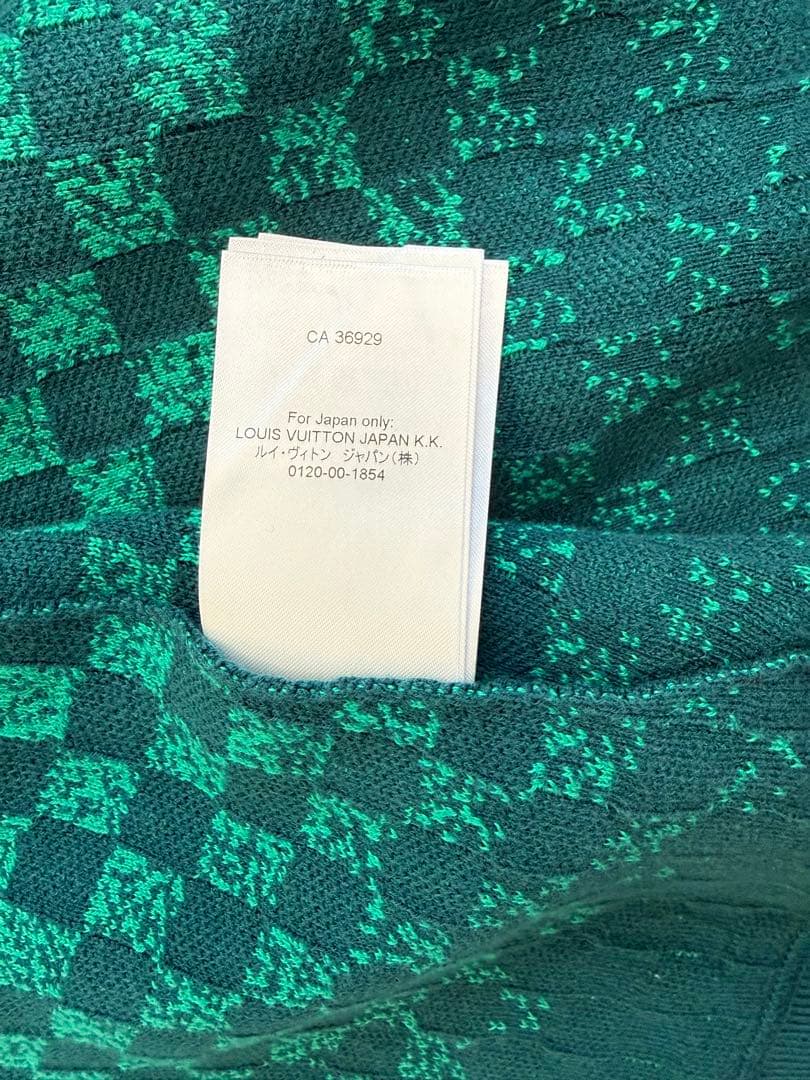 CA 36929
For Japan only:
LOUIS VUITTON JAPAN K.K.
ルイ・ヴィトン　ジャパン(株)
0120-00-1854